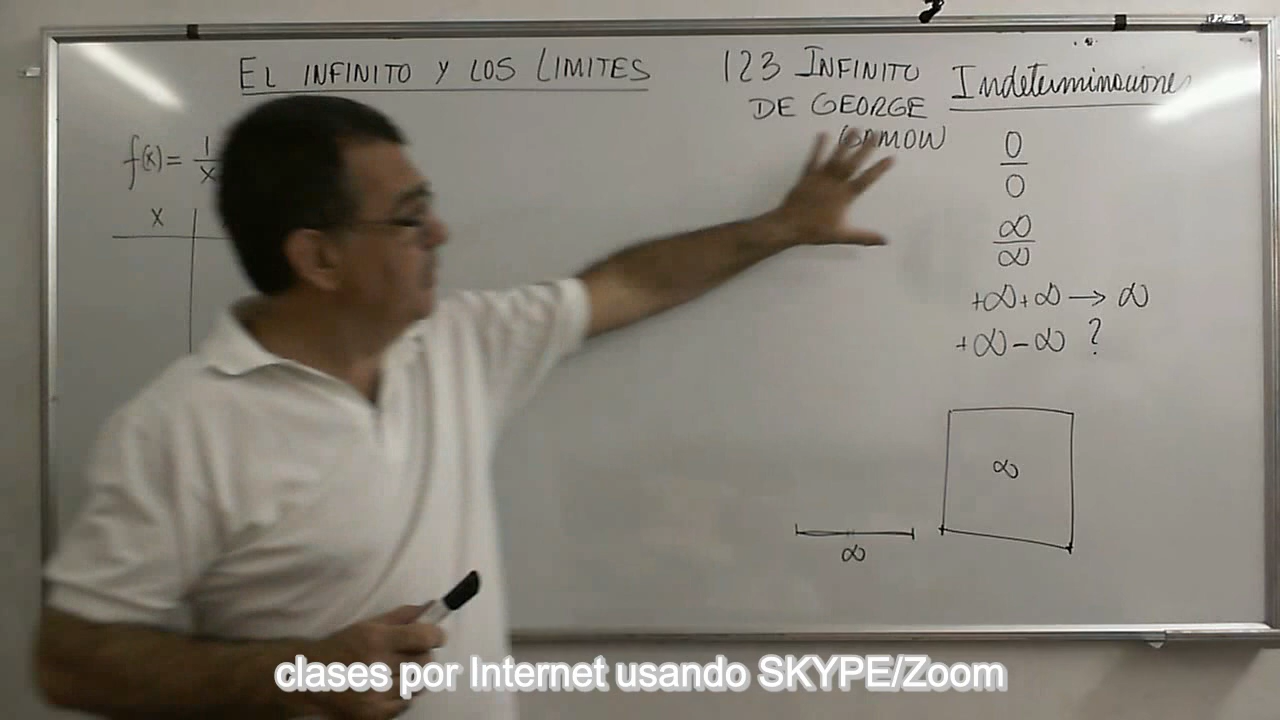 EL INFINITO Y LOS LIMITES
f(x) = 1/x
x
123 INFINITO
DE GEORGE
GAMOW
Indeterminaciones
0
0
∞
∞
+∞+∞ → ∞
+∞-∞ ?
∞
∞
clases por Internet usando SKYPE/Zoom